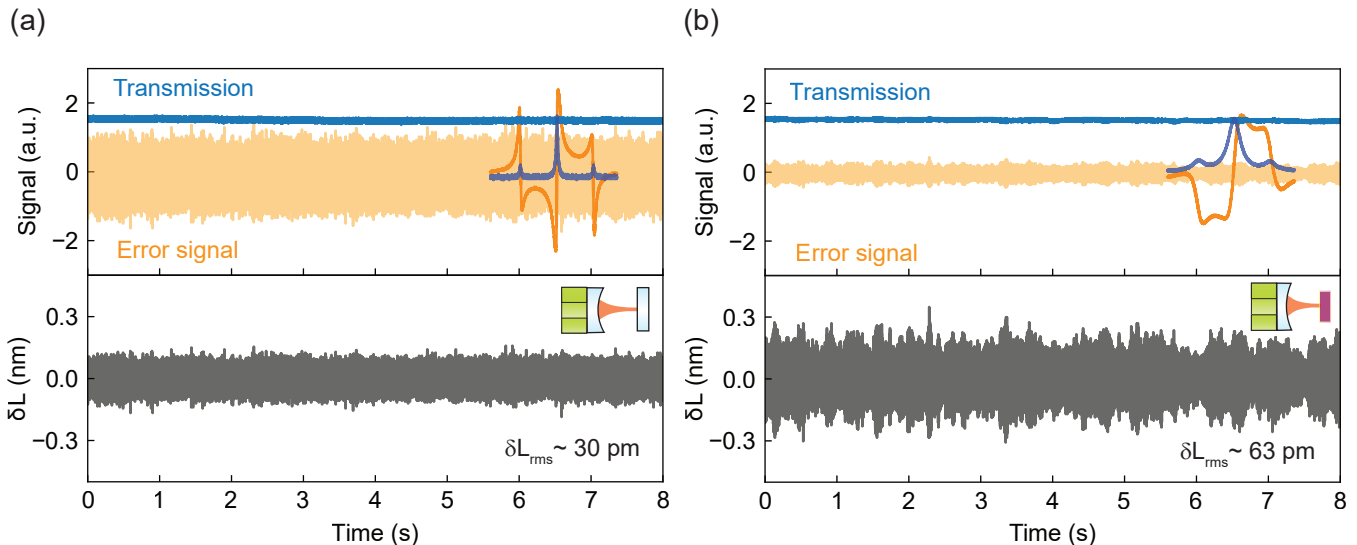 (a)
Transmission
Error signal
Signal (a.u.)
2
0
−2
δL (nm)
0.3
0.0
−0.3
δLrms~ 30 pm
0 1 2 3 4 5 6 7 8
Time (s)
(b)
Transmission
Error signal
Signal (a.u.)
2
0
−2
δL (nm)
0.3
0.0
−0.3
δLrms~ 63 pm
0 1 2 3 4 5 6 7 8
Time (s)